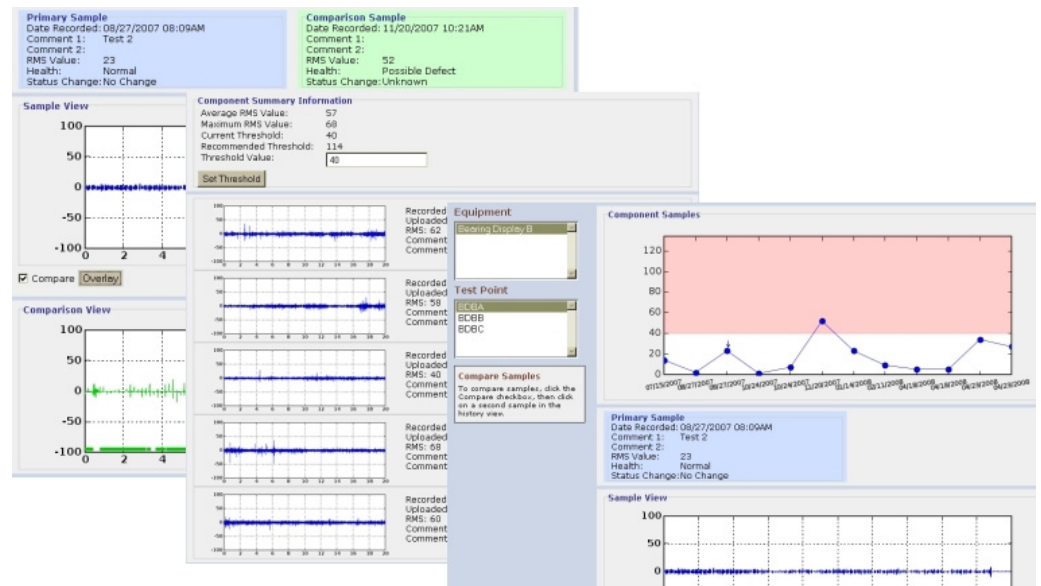 Primary Sample
Date Recorded: 08/27/2007 08:09AM
Comment 1: Test 2
Comment 2:
RMS Value: 23
Health: Normal
Status Change: No Change
Comparison Sample
Date Recorded: 11/20/2007 10:21AM
Comment 1:
Comment 2:
RMS Value: 52
Health: Possible Defect
Status Change: Unknown
Sample View
100
50
0
-50
-100
0 2 4
Compare Overlay
Comparison View
100
50
0
-50
-100
0 2 4
Component Summary Information
Average RMS Value: 57
Maximum RMS Value: 68
Current Threshold: 40
Recommended Threshold: 114
Threshold Value: 40
Set Threshold
Recorded
Uploaded
RMS: 62
Comment
Comment
Recorded
Uploaded
RMS: 58
Comment
Comment
Recorded
Uploaded
RMS: 40
Comment
Comment
Recorded
Uploaded
RMS: 68
Comment
Comment
Recorded
Uploaded
RMS: 60
Comment
Comment
Equipment
Bearing Display B
Test Point
BDBA
BDBB
BDBC
Compare Samples
To compare samples, click the
Compare checkbox, then click
on a second sample in the
history view.
Component Samples
120
100
80
60
40
20
0
Primary Sample
Date Recorded: 08/27/2007 08:09AM
Comment 1: Test 2
Comment 2:
RMS Value: 23
Health: Normal
Status Change: No Change
Sample View
100
50
0